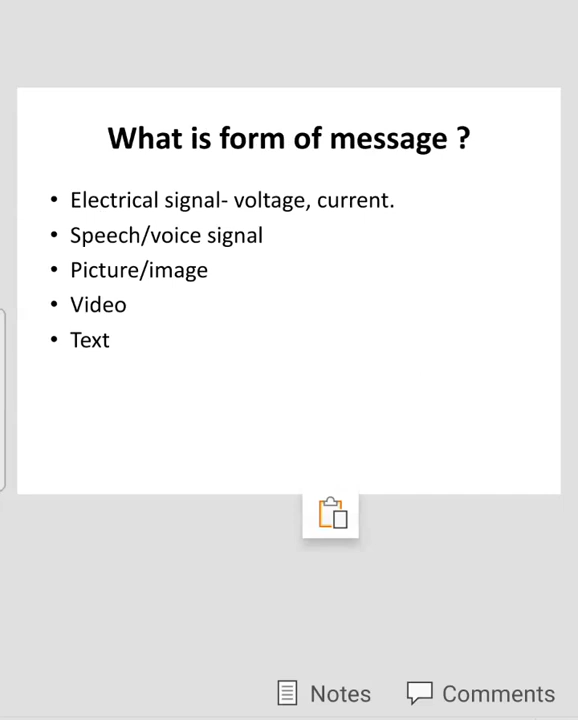 What is form of message ?
• Electrical signal- voltage, current.
• Speech/voice signal
• Picture/image
• Video
• Text
Notes Comments